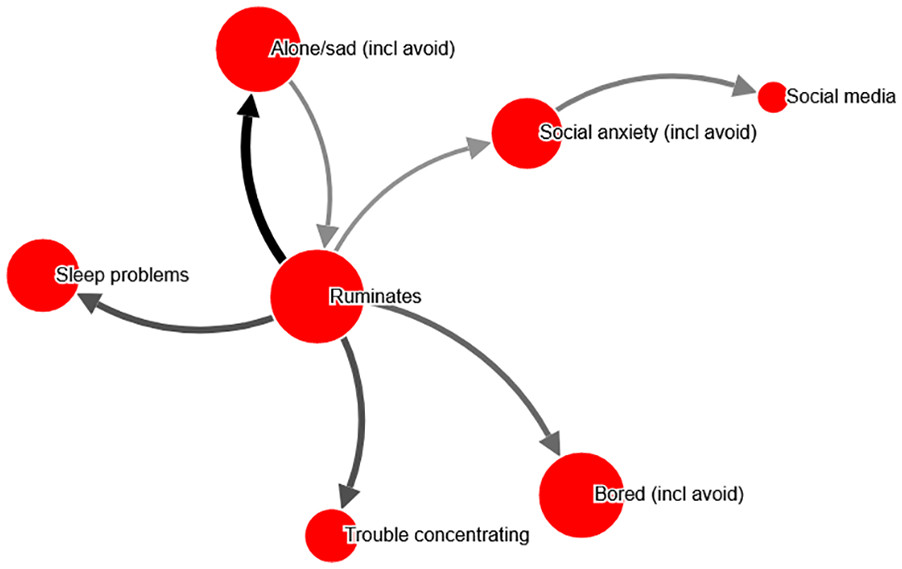 Alone/sad (incl avoid)
Social media
Social anxiety (incl avoid)
Sleep problems
Ruminates
Bored (incl avoid)
Trouble concentrating